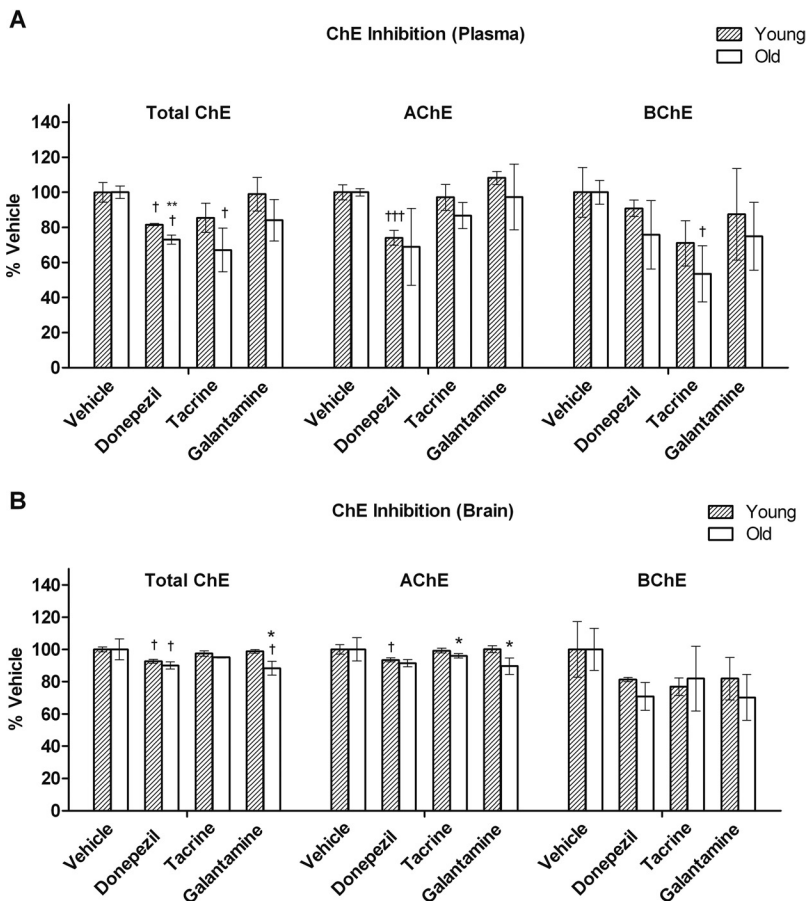 A
ChE Inhibition (Plasma)
Young
Old
Total ChE
AChE
BChE
% Vehicle
140
120
100
80
60
40
20
0
† ** †
†
†††
†
Vehicle
Donepezil
Tacrine
Galantamine
Vehicle
Donepezil
Tacrine
Galantamine
Vehicle
Donepezil
Tacrine
Galantamine
B
ChE Inhibition (Brain)
Young
Old
Total ChE
AChE
BChE
% Vehicle
140
120
100
80
60
40
20
0
† †
* †
†
*
*
Vehicle
Donepezil
Tacrine
Galantamine
Vehicle
Donepezil
Tacrine
Galantamine
Vehicle
Donepezil
Tacrine
Galantamine